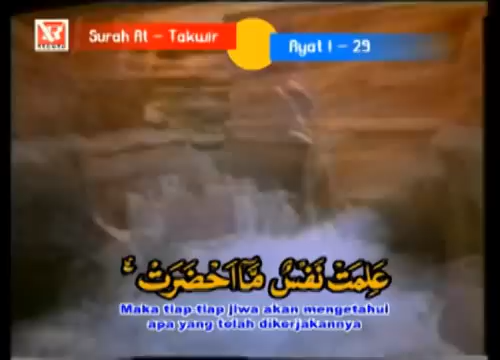 Surah At - Takwir
Ayat 1 - 29
عَلِمَتْ نَفْسٌ مَّآ اَحْضَرَتْ ۗ
Maka tiap-tiap jiwa akan mengetahui
apa yang telah dikerjakannya